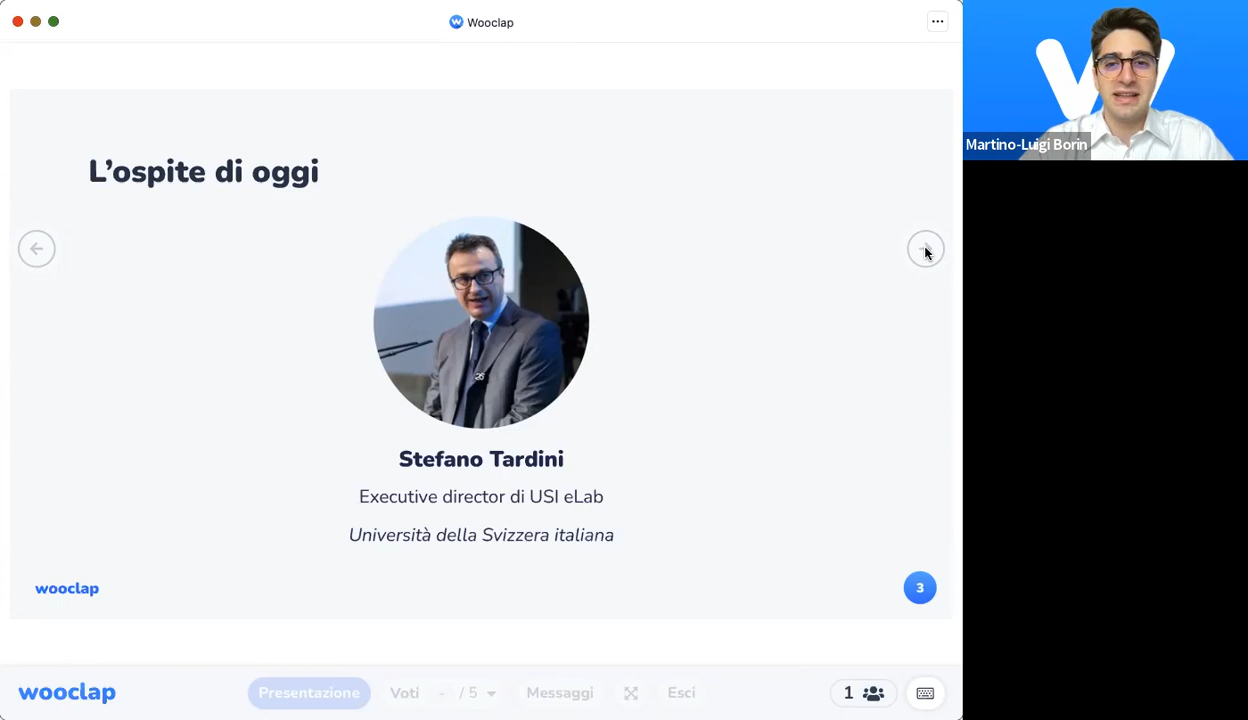 Wooclap
Martino-Luigi Borin
L’ospite di oggi
Stefano Tardini
Executive director di USI eLab
Università della Svizzera italiana
wooclap
3
wooclap
Presentazione
Voti - / 5
Messaggi
Esci
1